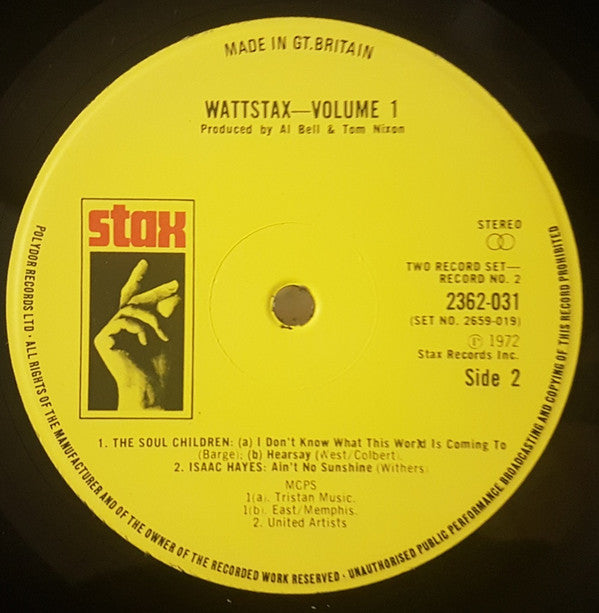 MADE IN GT.BRITAIN
WATTSTAX—VOLUME 1
Produced by Al Bell & Tom Nixon
stax
STEREO
TWO RECORD SET—
RECORD NO. 2
2362-031
(SET NO. 2659-019)
Ⓟ 1972
Stax Records Inc.
Side 2
1. THE SOUL CHILDREN: (a) I Don't Know What This World Is Coming To
(Barge); (b) Hearsay (West/Colbert).
2. ISAAC HAYES: Ain't No Sunshine (Withers)
MCPS
1(a). Tristan Music.
1(b). East/Memphis.
2. United Artists
POLYDOR RECORDS LTD · ALL RIGHTS OF THE MANUFACTURER AND OF THE OWNER OF THE RECORDED WORK RESERVED · UNAUTHORISED PUBLIC PERFORMANCE, BROADCASTING AND COPYING OF THIS RECORD PROHIBITED